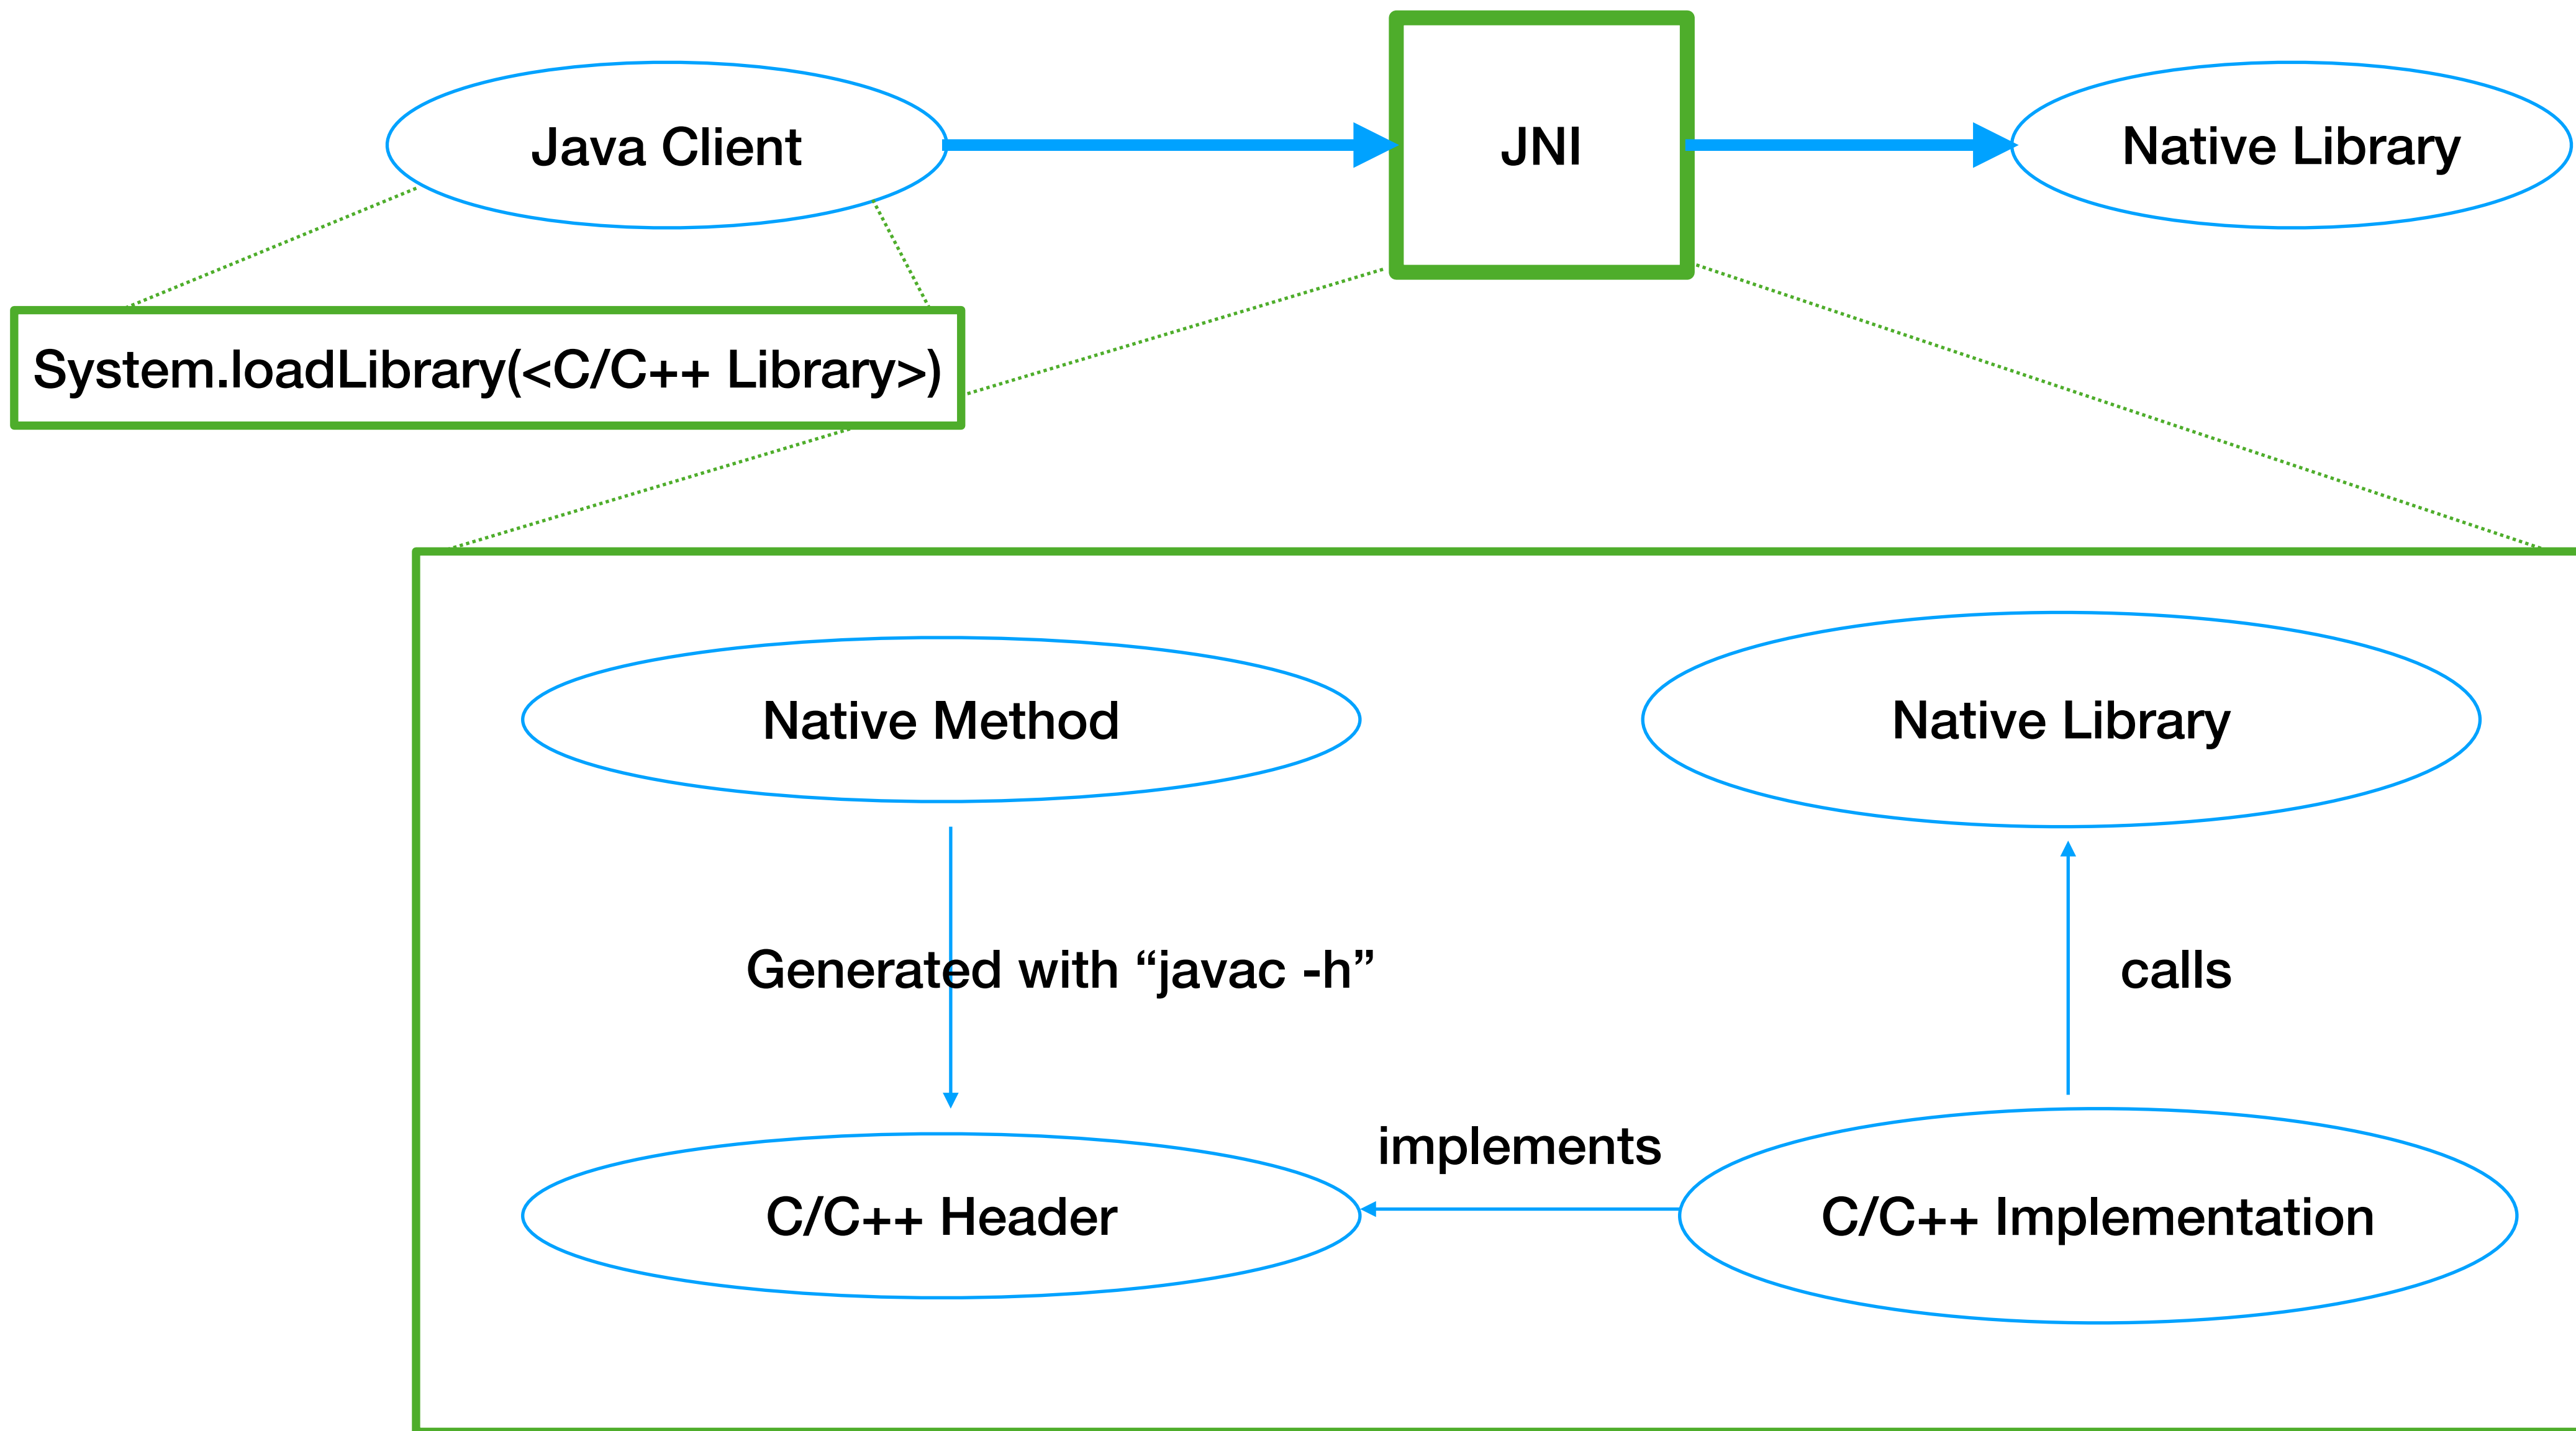 Java Client
JNI
Native Library
System.loadLibrary(<C/C++ Library>)
Native Method
Native Library
Generated with “javac -h”
calls
implements
C/C++ Header
C/C++ Implementation